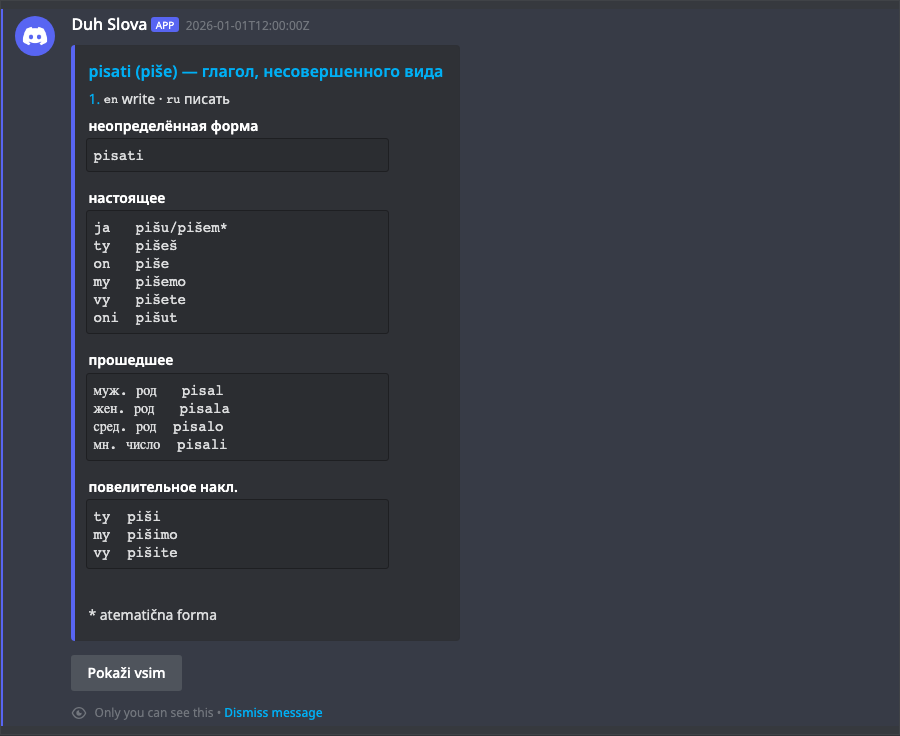 Duh Slova APP 2026-01-01T12:00:00Z
pisati (piše) — глагол, несовершенного вида
1. en write · ru писать
неопределённая форма
pisati
настоящее
ja pišu/pišem*
ty pišeš
on piše
my pišemo
vy pišete
oni pišut
прошедшее
муж. род pisal
жен. род pisala
сред. род pisalo
мн. число pisali
повелительное накл.
ty piši
my pišimo
vy pišite
* atematična forma
Pokaži vsim
Only you can see this • Dismiss message